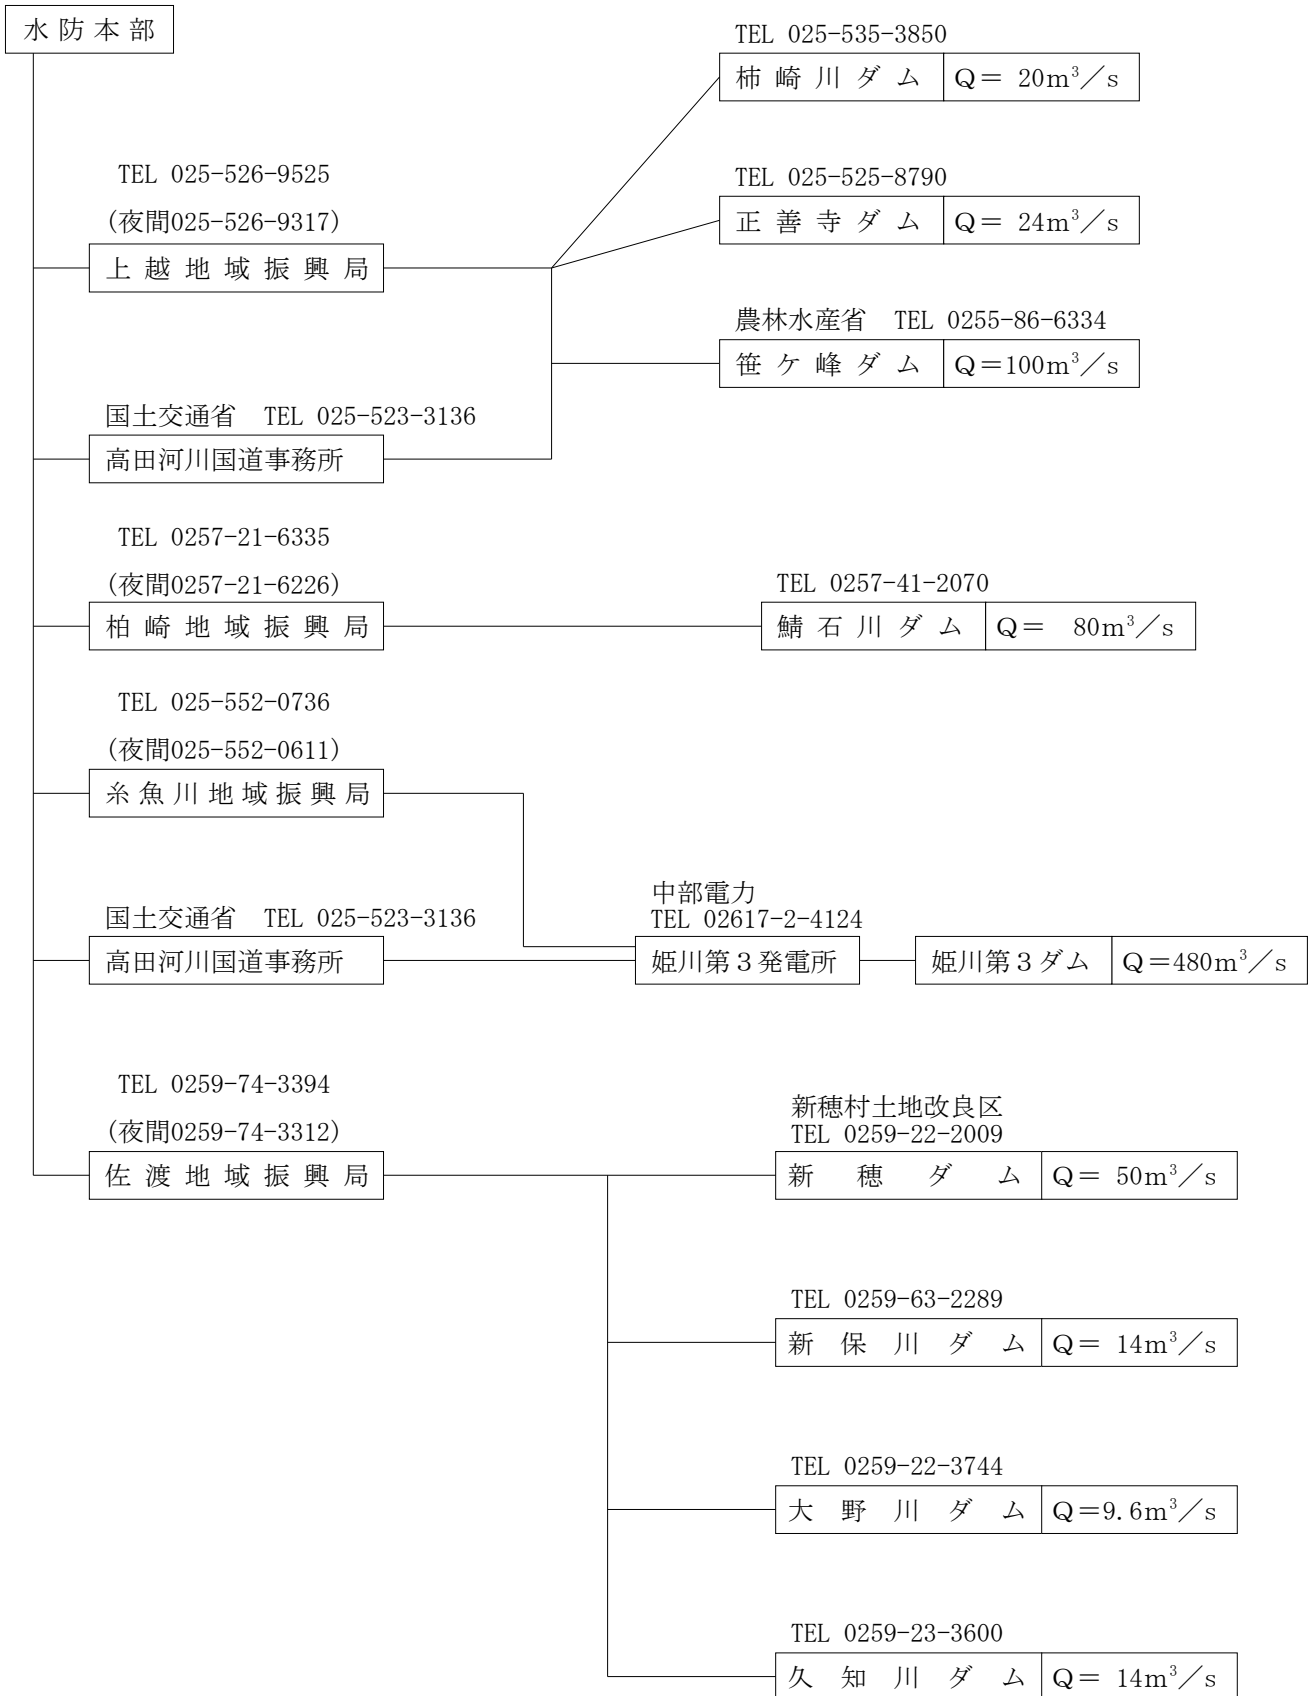 水防本部
TEL 025-535-3850
柿崎川ダム Q＝ 20m³／s
TEL 025-526-9525
(夜間025-526-9317)
上越地域振興局
TEL 025-525-8790
正善寺ダム Q＝ 24m³／s
農林水産省 TEL 0255-86-6334
笹ケ峰ダム Q＝100m³／s
国土交通省 TEL 025-523-3136
高田河川国道事務所
TEL 0257-21-6335
(夜間0257-21-6226)
柏崎地域振興局
TEL 0257-41-2070
鯖石川ダム Q＝ 80m³／s
TEL 025-552-0736
(夜間025-552-0611)
糸魚川地域振興局
国土交通省 TEL 025-523-3136
高田河川国道事務所
中部電力
TEL 02617-2-4124
姫川第３発電所
姫川第３ダム Q＝480m³／s
TEL 0259-74-3394
(夜間0259-74-3312)
佐渡地域振興局
新穂村土地改良区
TEL 0259-22-2009
新穂ダム Q＝ 50m³／s
TEL 0259-63-2289
新保川ダム Q＝ 14m³／s
TEL 0259-22-3744
大野川ダム Q＝9.6m³／s
TEL 0259-23-3600
久知川ダム Q＝ 14m³／s